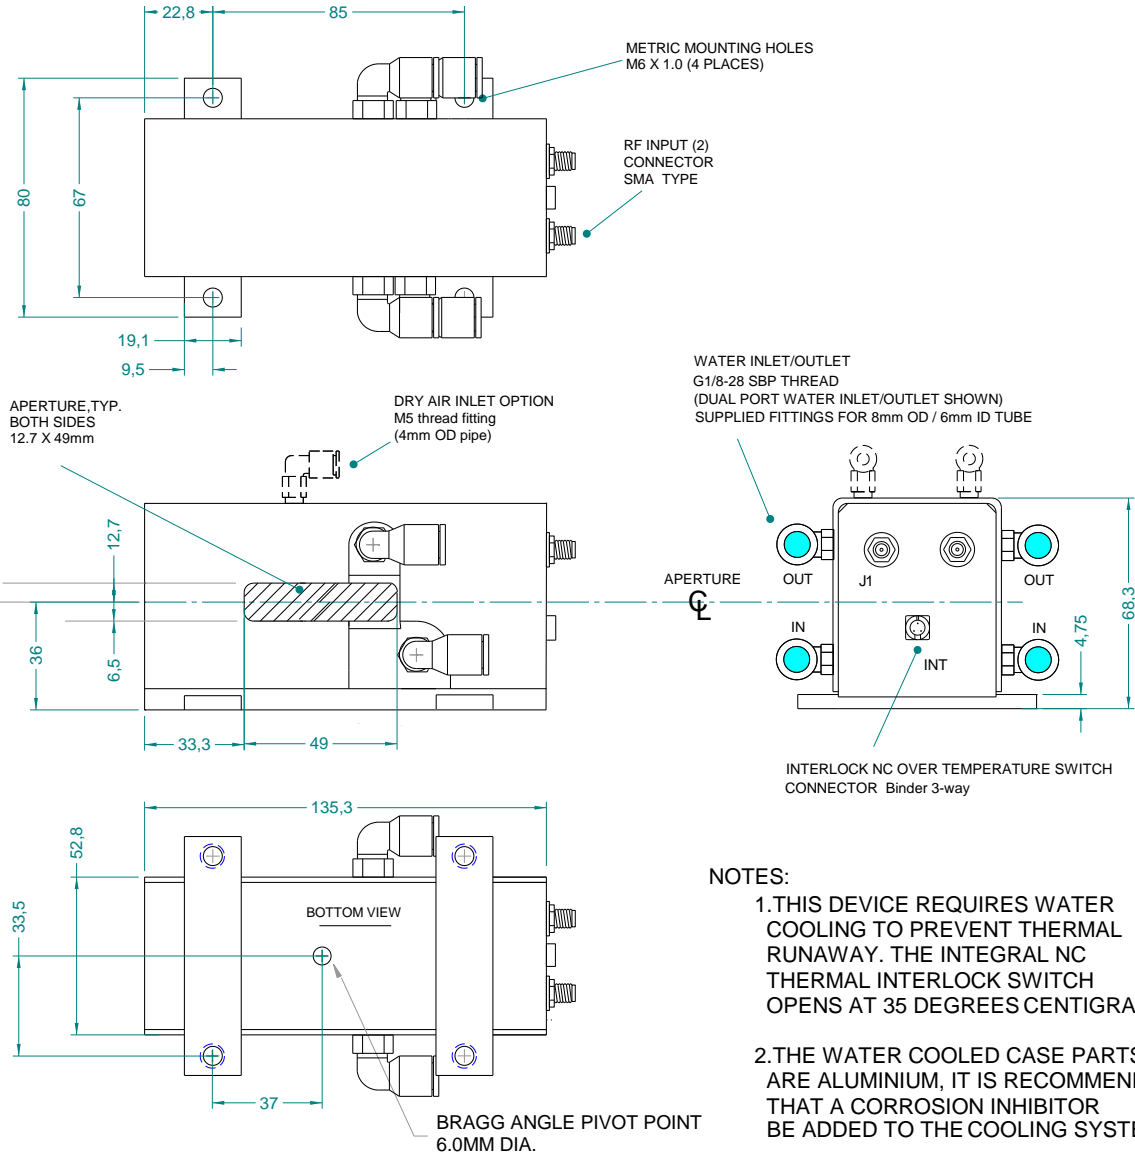 22,8
85
METRIC MOUNTING HOLES
M6 X 1.0 (4 PLACES)
RF INPUT (2)
CONNECTOR
SMA TYPE
80
67
19,1
9,5
APERTURE,TYP.
BOTH SIDES
12.7 X 49mm
DRY AIR INLET OPTION
M5 thread fitting
(4mm OD pipe)
WATER INLET/OUTLET
G1/8-28 SBP THREAD
(DUAL PORT WATER INLET/OUTLET SHOWN)
SUPPLIED FITTINGS FOR 8mm OD / 6mm ID TUBE
12,7
36
6,5
33,3
49
APERTURE
CL
OUT
J1
OUT
IN
IN
INT
4,75
68,3
INTERLOCK NC OVER TEMPERATURE SWITCH
CONNECTOR Binder 3-way
135,3
52,8
33,5
BOTTOM VIEW
37
BRAGG ANGLE PIVOT POINT
6.0MM DIA.
NOTES:
1.THIS DEVICE REQUIRES WATER
COOLING TO PREVENT THERMAL
RUNAWAY. THE INTEGRAL NC
THERMAL INTERLOCK SWITCH
OPENS AT 35 DEGREES CENTIGRA
2.THE WATER COOLED CASE PARTS
ARE ALUMINIUM, IT IS RECOMMEN
THAT A CORROSION INHIBITOR
BE ADDED TO THE COOLING SYSTE